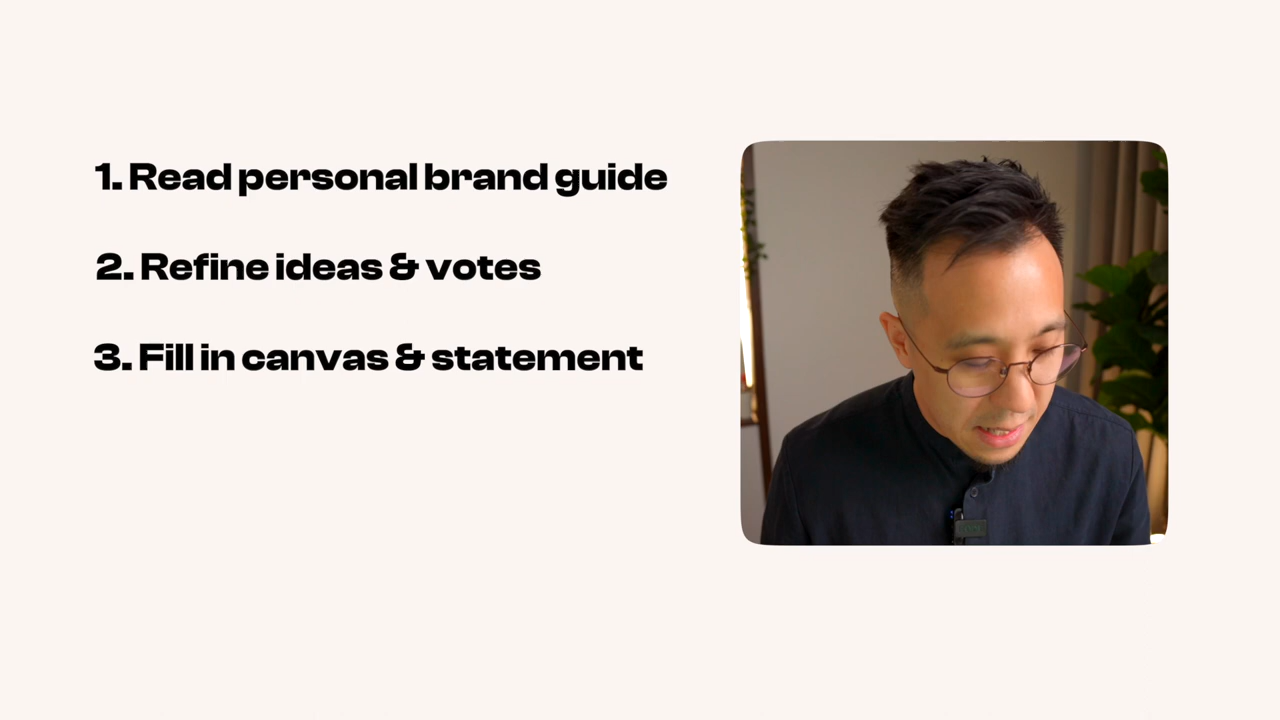 1. Read personal brand guide
2. Refine ideas & votes
3. Fill in canvas & statement